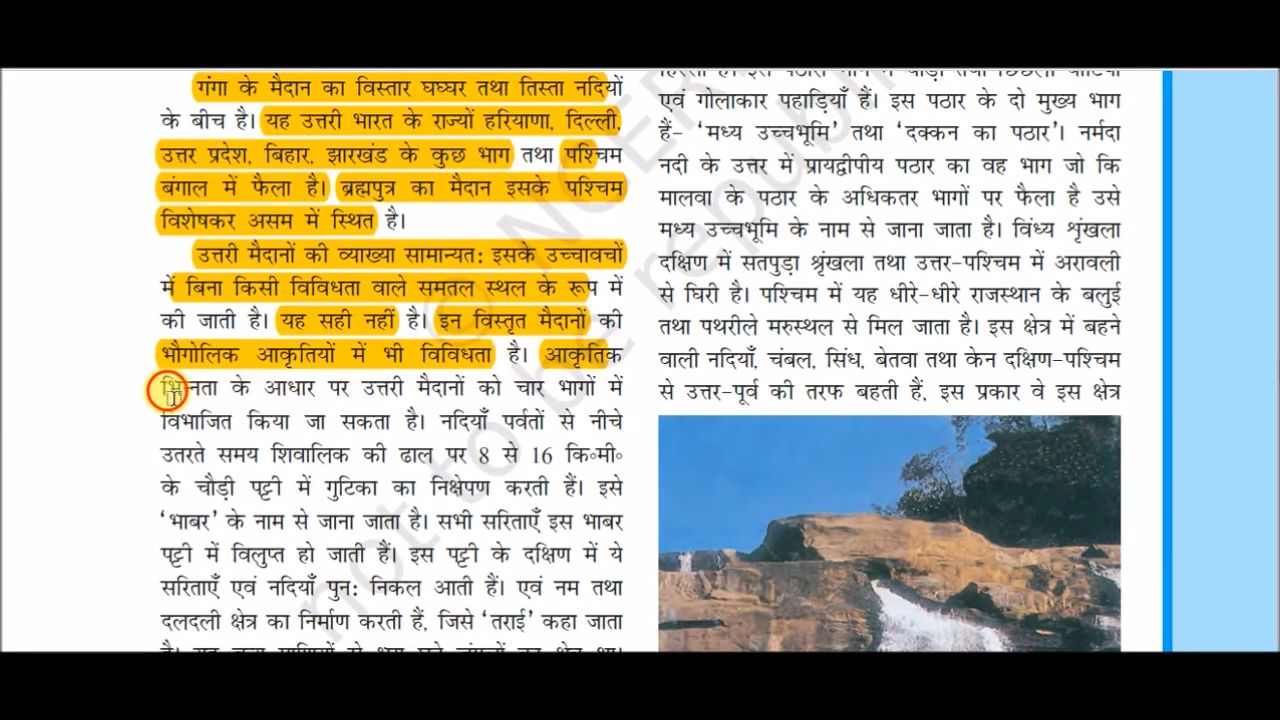 गंगा के मैदान का विस्तार घघ्घर तथा तिस्ता नदियों
के बीच है। यह उत्तरी भारत के राज्यों हरियाणा, दिल्ली,
उत्तर प्रदेश, बिहार, झारखंड के कुछ भाग तथा पश्चिम
बंगाल में फैला है। ब्रह्मपुत्र का मैदान इसके पश्चिम
विशेषकर असम में स्थित है।
उत्तरी मैदानों की व्याख्या सामान्यत: इसके उच्चावचों
में बिना किसी विविधता वाले समतल स्थल के रूप में
की जाती है। यह सही नहीं है। इन विस्तृत मैदानों की
भौगोलिक आकृतियों में भी विविधता है। आकृतिक
भिन्नता के आधार पर उत्तरी मैदानों को चार भागों में
विभाजित किया जा सकता है। नदियाँ पर्वतों से नीचे
उतरते समय शिवालिक की ढाल पर 8 से 16 कि॰मी॰
के चौड़ी पट्टी में गुटिका का निक्षेपण करती हैं। इसे
'भाबर' के नाम से जाना जाता है। सभी सरिताएँ इस भाबर
पट्टी में विलुप्त हो जाती हैं। इस पट्टी के दक्षिण में ये
सरिताएँ एवं नदियाँ पुन: निकल आती हैं। एवं नम तथा
दलदली क्षेत्र का निर्माण करती हैं, जिसे 'तराई' कहा जाता
एवं गोलाकार पहाड़ियाँ हैं। इस पठार के दो मुख्य भाग
हैं- 'मध्य उच्चभूमि' तथा 'दक्कन का पठार'। नर्मदा
नदी के उत्तर में प्रायद्वीपीय पठार का वह भाग जो कि
मालवा के पठार के अधिकतर भागों पर फैला है उसे
मध्य उच्चभूमि के नाम से जाना जाता है। विंध्य शृंखला
दक्षिण में सतपुड़ा श्रृंखला तथा उत्तर-पश्चिम में अरावली
से घिरी है। पश्चिम में यह धीरे-धीरे राजस्थान के बलुई
तथा पथरीले मरुस्थल से मिल जाता है। इस क्षेत्र में बहने
वाली नदियाँ, चंबल, सिंध, बेतवा तथा केन दक्षिण-पश्चिम
से उत्तर-पूर्व की तरफ बहती हैं, इस प्रकार वे इस क्षेत्र